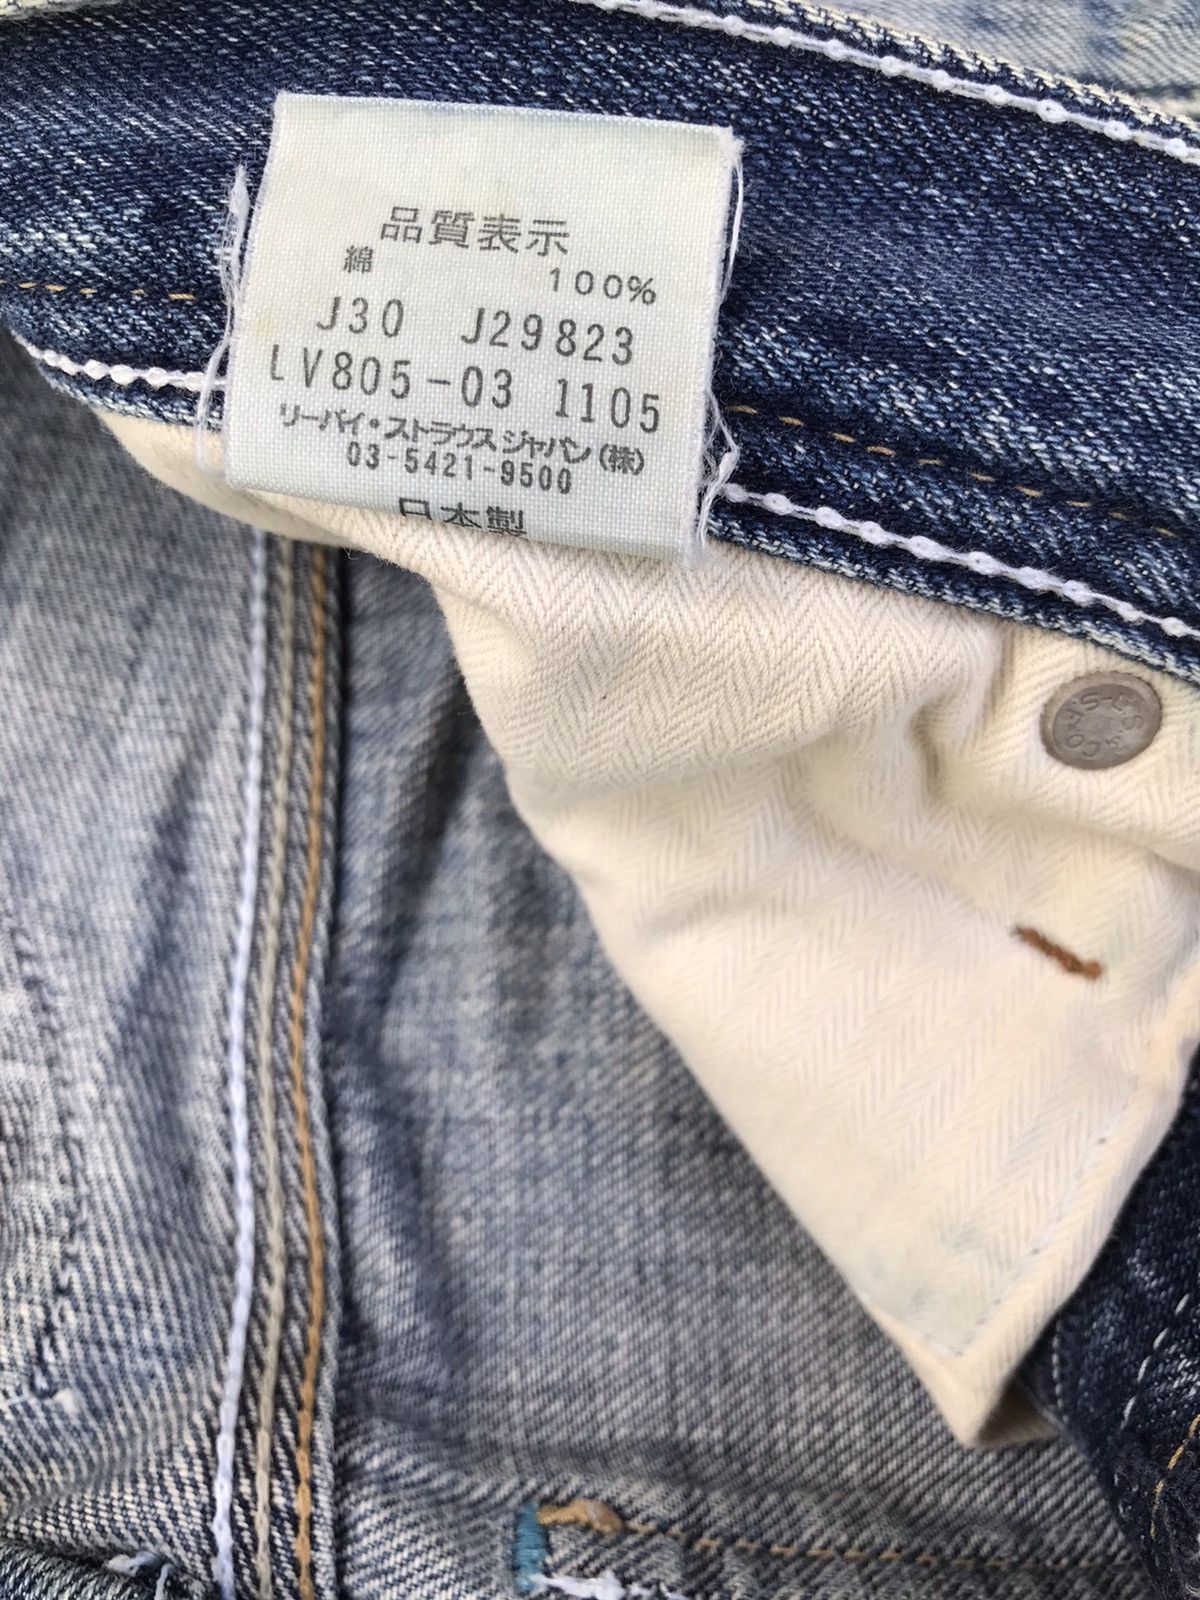 品質表示
綿 100%
J30 J29823
LV805-03 1105
リーバイ・ストラウス ジャパン(株)
03-5421-9500
日本製
L.S.&CO.